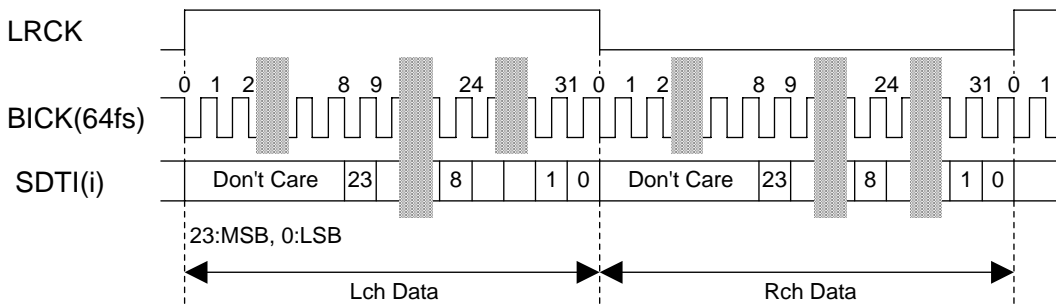 LRCK
0 1 2 8 9 24 31 0 1 2 8 9 24 31 0 1
BICK(64fs)
SDTI(i) Don't Care 23 8 1 0 Don't Care 23 8 1 0
23:MSB, 0:LSB
Lch Data Rch Data